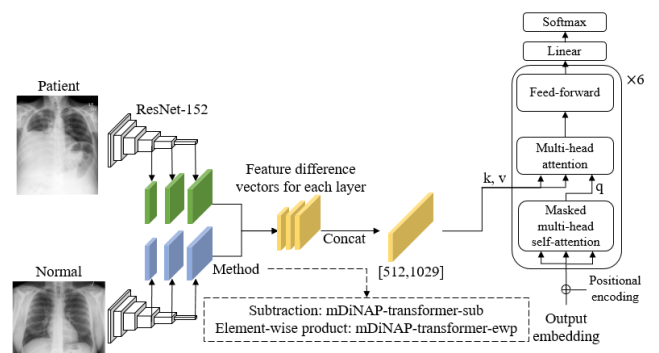 Patient
ResNet-152
Feature difference
vectors for each layer
Concat
[512,1029]
Normal
Method
Subtraction: mDiNAP-transformer-sub
Element-wise product: mDiNAP-transformer-ewp
Softmax
Linear
×6
Feed-forward
Multi-head
attention
k, v
q
Masked
multi-head
self-attention
Positional
encoding
Output
embedding